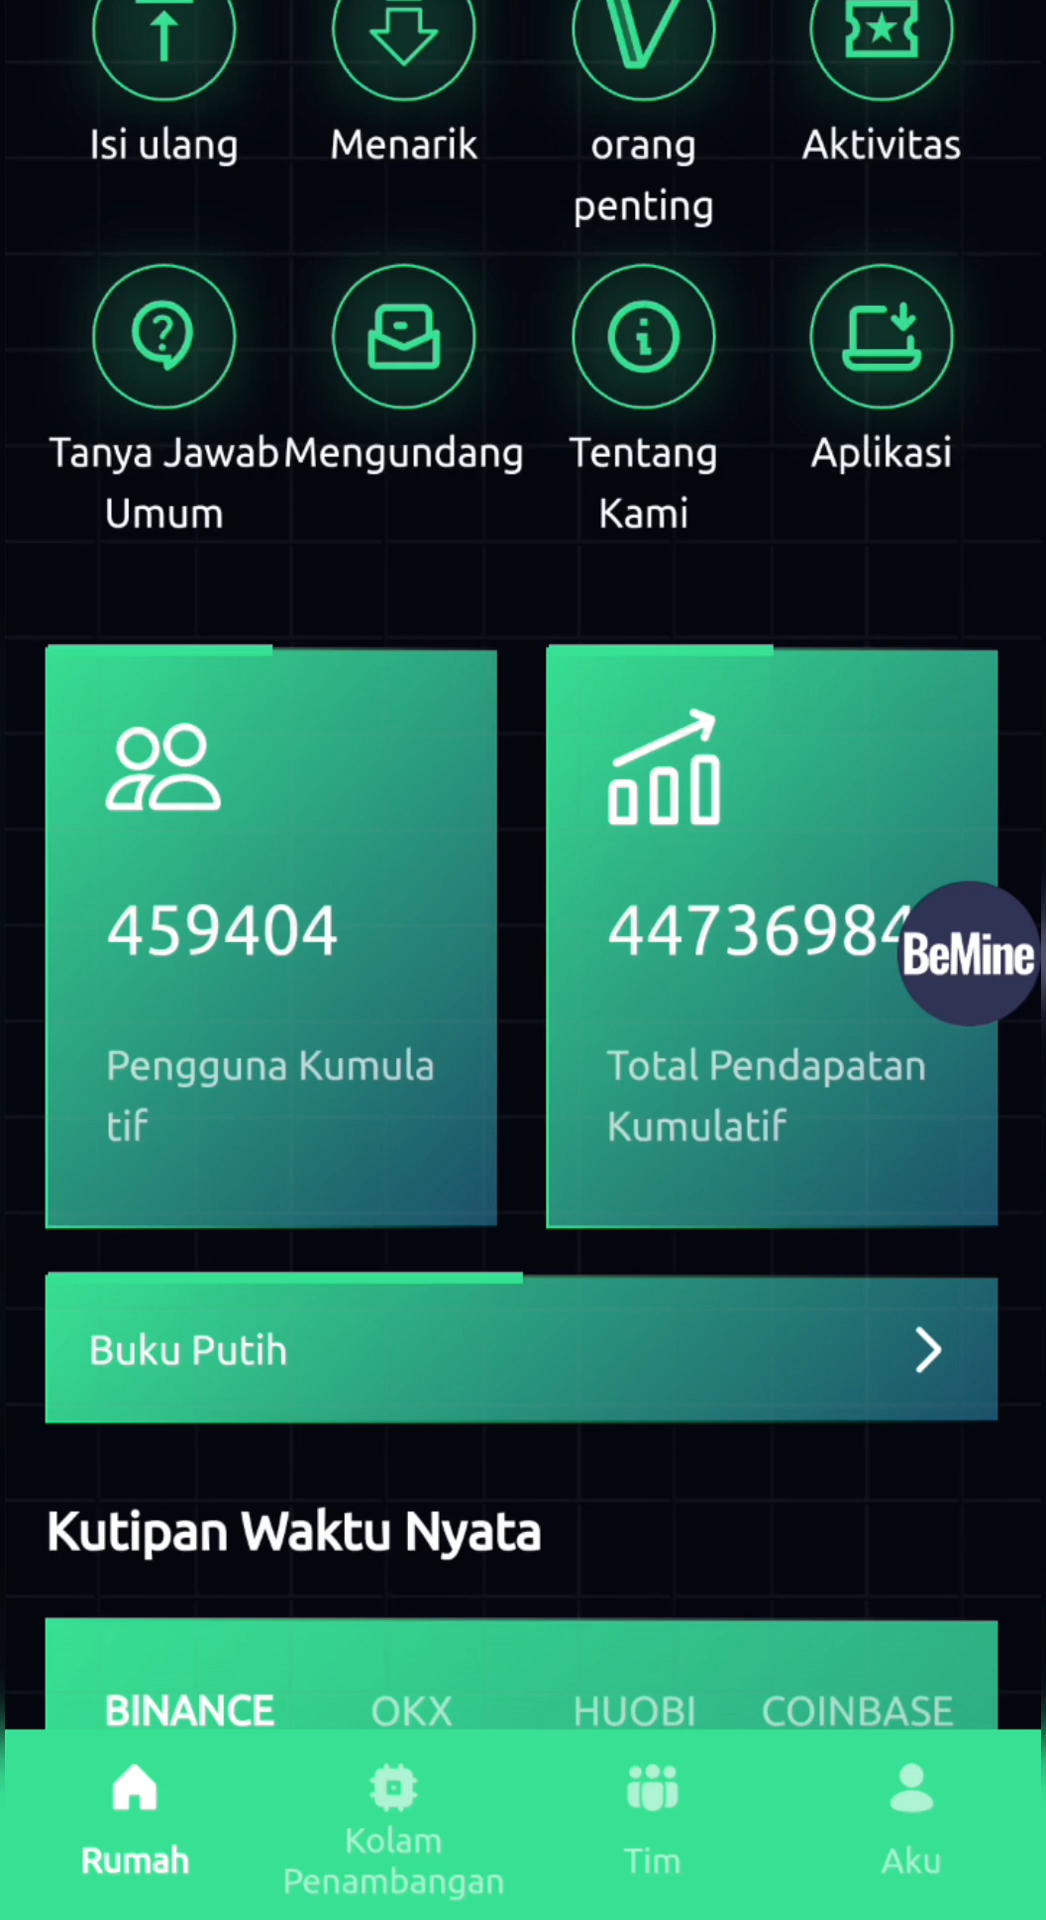 Isi ulang
Menarik
orang
penting
Aktivitas
Tanya Jawab
Umum
Mengundang
Tentang
Kami
Aplikasi
459404
Pengguna Kumula
tif
44736984
Total Pendapatan
Kumulatif
BeMine
Buku Putih
Kutipan Waktu Nyata
BINANCE OKX HUOBI COINBASE
Rumah
Kolam
Penambangan
Tim
Aku